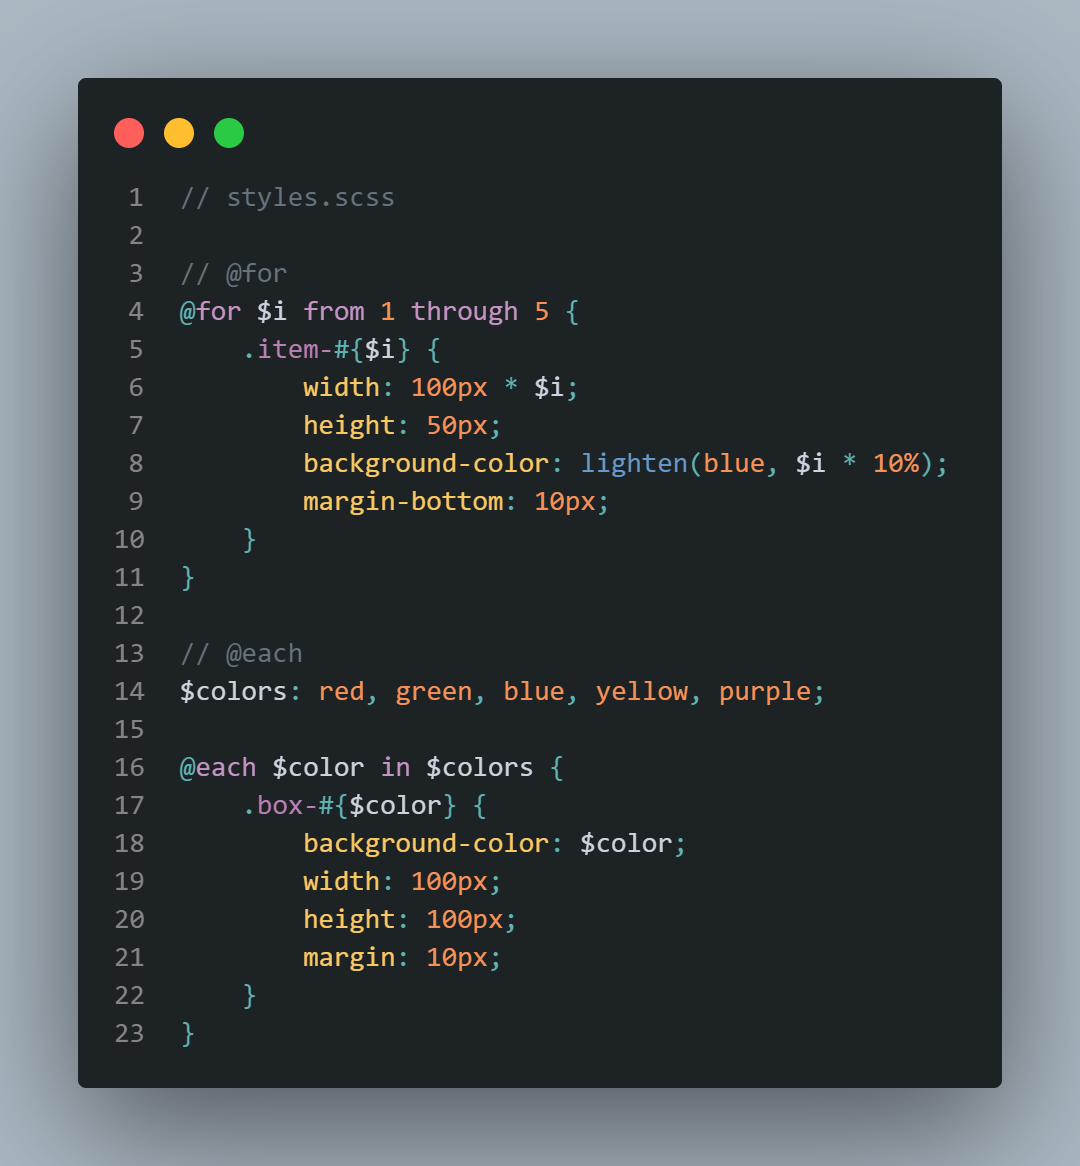 1 // styles.scss
2
3 // @for
4 @for $i from 1 through 5 {
5     .item-#{$i} {
6         width: 100px * $i;
7         height: 50px;
8         background-color: lighten(blue, $i * 10%);
9         margin-bottom: 10px;
10     }
11 }
12
13 // @each
14 $colors: red, green, blue, yellow, purple;
15
16 @each $color in $colors {
17     .box-#{$color} {
18         background-color: $color;
19         width: 100px;
20         height: 100px;
21         margin: 10px;
22     }
23 }